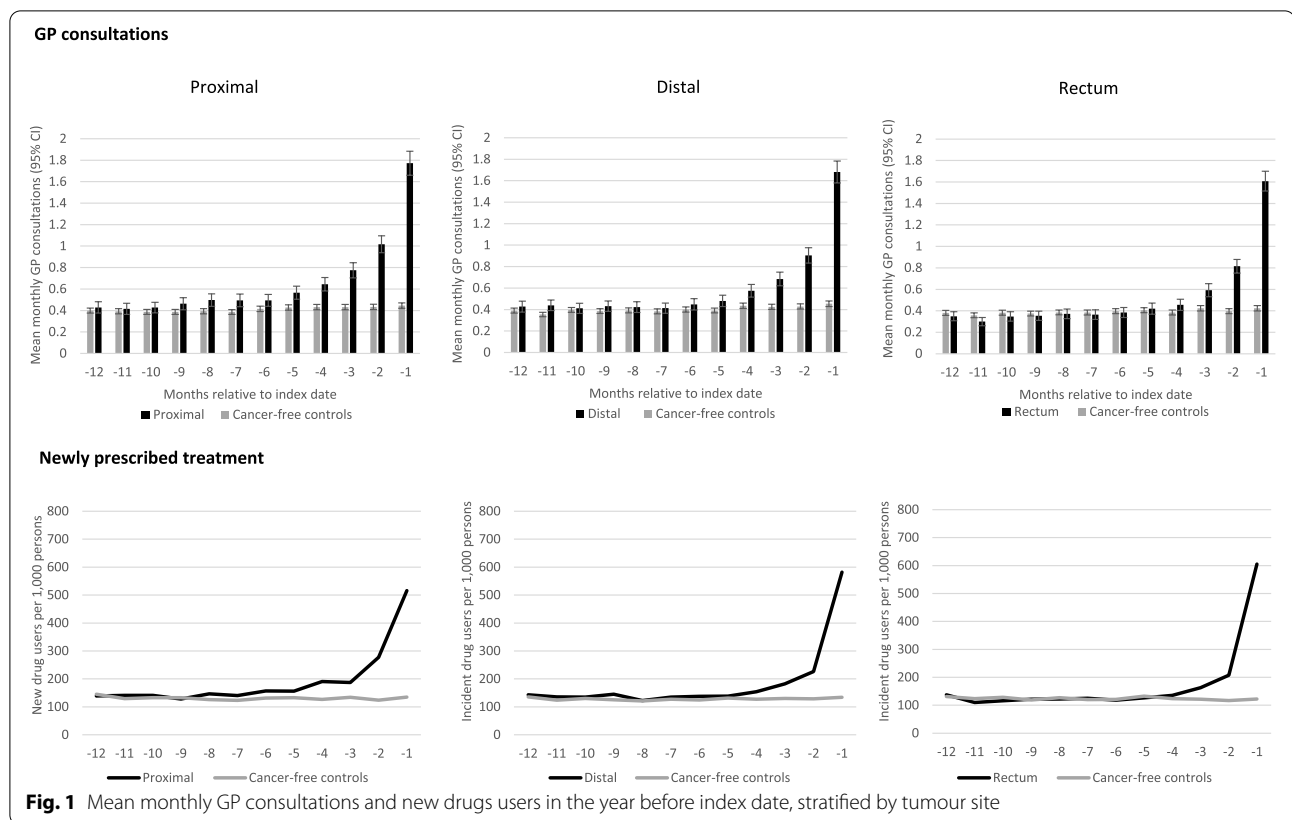 GP consultations
Proximal
Mean monthly GP consultations (95% CI)
2
1.8
1.6
1.4
1.2
1
0.8
0.6
0.4
0.2
0
-12 -11 -10 -9 -8 -7 -6 -5 -4 -3 -2 -1
Months relative to index date
Proximal Cancer-free controls
Distal
Mean monthly GP consultations (95% CI)
2
1.8
1.6
1.4
1.2
1
0.8
0.6
0.4
0.2
0
-12 -11 -10 -9 -8 -7 -6 -5 -4 -3 -2 -1
Months relative to index date
Distal Cancer-free controls
Rectum
Mean monthly GP consultations (95% CI)
2
1.8
1.6
1.4
1.2
1
0.8
0.6
0.4
0.2
0
-12 -11 -10 -9 -8 -7 -6 -5 -4 -3 -2 -1
Months relative to index date
Rectum Cancer-free controls
Newly prescribed treatment
New drug users per 1,000 persons
800
700
600
500
400
300
200
100
0
-12 -11 -10 -9 -8 -7 -6 -5 -4 -3 -2 -1
Proximal Cancer-free controls
Incident drug users per 1,000 persons
800
700
600
500
400
300
200
100
0
-12 -11 -10 -9 -8 -7 -6 -5 -4 -3 -2 -1
Distal Cancer-free controls
Incident drug users per 1,000 persons
800
700
600
500
400
300
200
100
0
-12 -11 -10 -9 -8 -7 -6 -5 -4 -3 -2 -1
Rectum Cancer-free controls
Fig. 1 Mean monthly GP consultations and new drugs users in the year before index date, stratified by tumour site